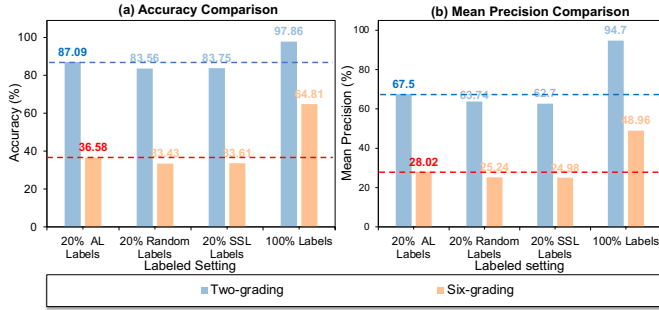 (a) Accuracy Comparison
Accuracy (%)
100
80
60
40
20
0
87.09
36.58
83.56
33.43
83.75
33.61
97.86
64.81
20% AL Labels
20% Random Labels
20% SSL Labels
100% Labels
Labeled Setting
(b) Mean Precision Comparison
Mean Precision (%)
100
80
60
40
20
0
67.5
28.02
63.74
25.24
62.7
24.98
94.7
48.96
20% AL Labels
20% Random Labels
20% SSL Labels
100% Labels
Labeled setting
Two-grading
Six-grading